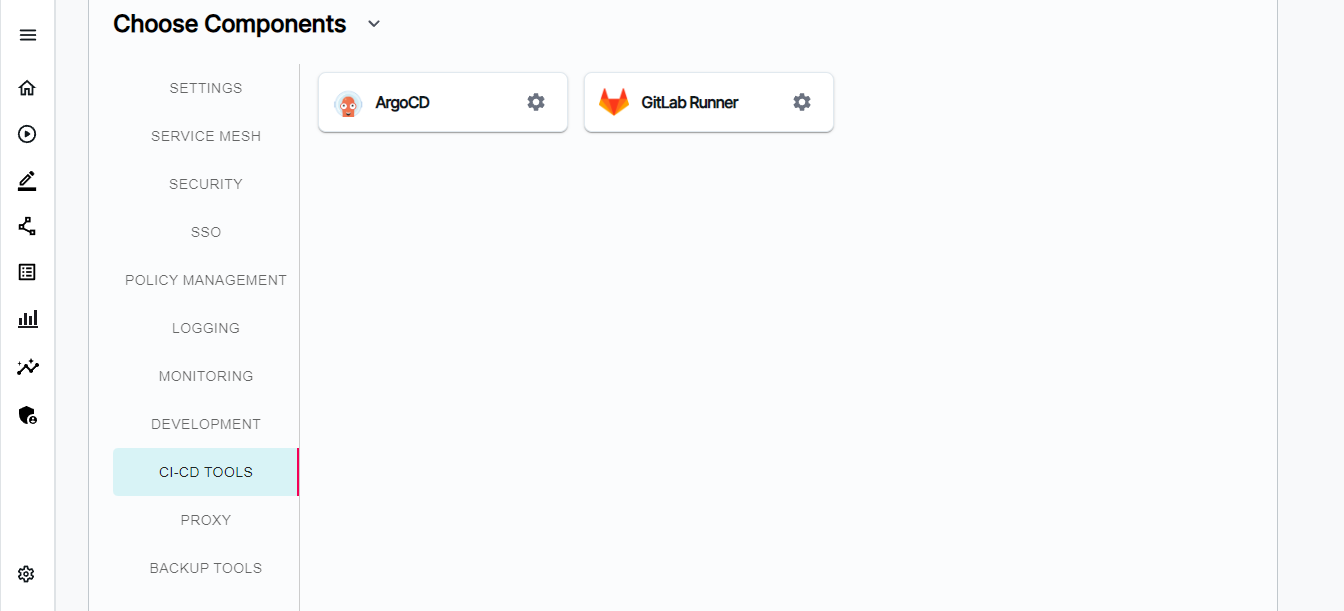 Choose Components
SETTINGS
SERVICE MESH
SECURITY
SSO
POLICY MANAGEMENT
LOGGING
MONITORING
DEVELOPMENT
CI-CD TOOLS
PROXY
BACKUP TOOLS
ArgoCD
GitLab Runner